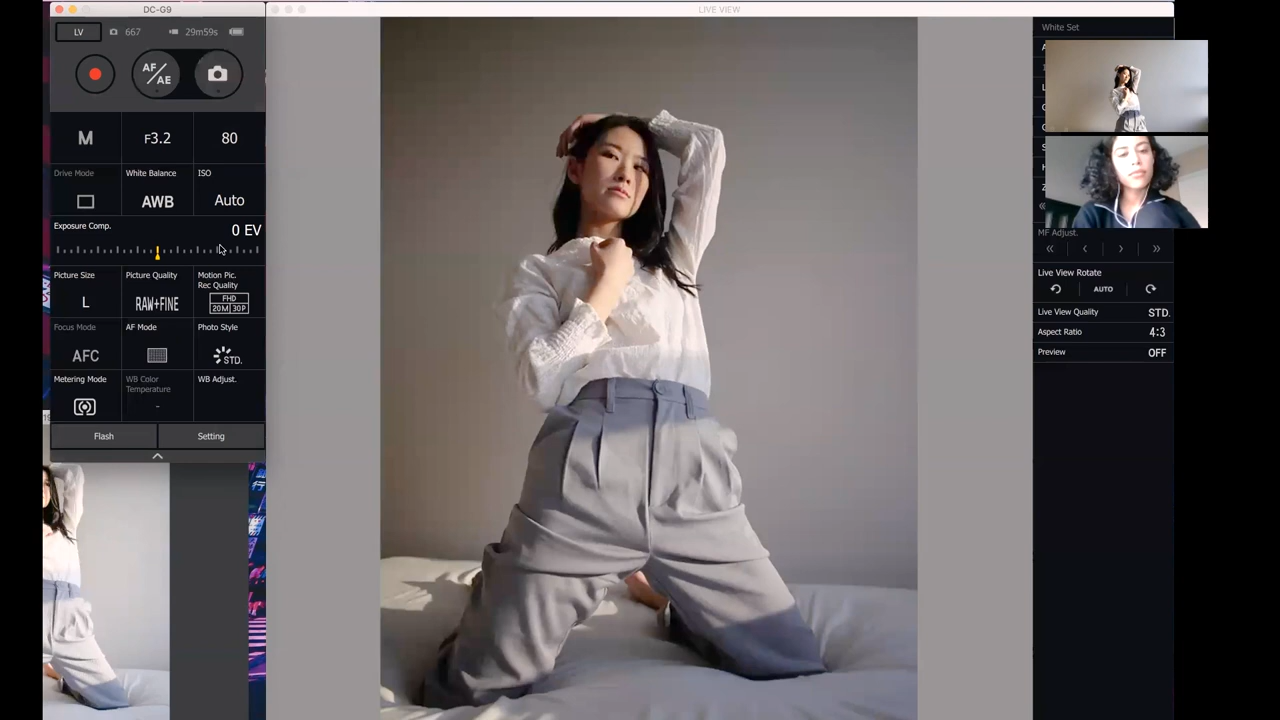 DC-G9
LIVE VIEW
LV 667 29m59s
AF/AE
M F3.2 80
Drive Mode White Balance ISO
AWB Auto
Exposure Comp. 0 EV
Picture Size Picture Quality Motion Pic. Rec Quality
L RAW+FINE FHD 20M 30P
Focus Mode AF Mode Photo Style
AFC STD.
Metering Mode WB Color Temperature WB Adjust.
-
Flash Setting
White Set
MF Adjust.
Live View Rotate
AUTO
Live View Quality STD.
Aspect Ratio 4:3
Preview OFF